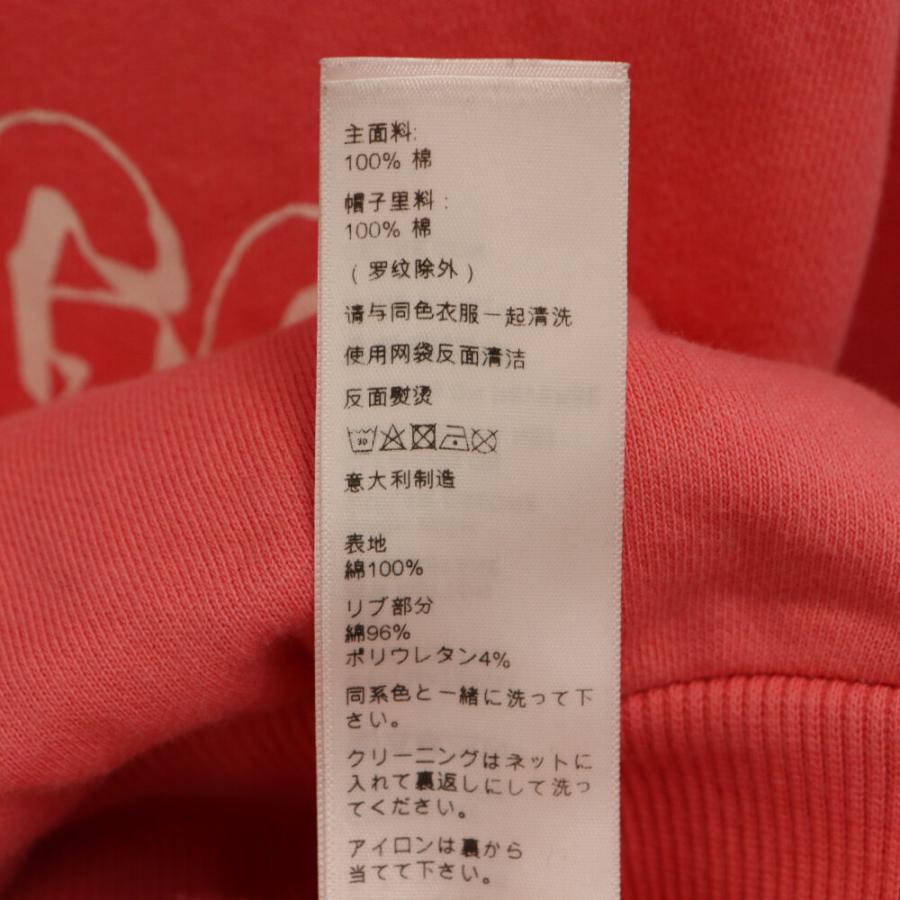 主面料:
100% 棉
帽子里料:
100% 棉
(罗纹除外)
请与同色衣服一起清洗
使用网袋反面清洁
反面熨烫
30
意大利制造
表地
綿100%
リブ部分
綿96%
ポリウレタン4%
同系色と一緒に洗って下
さい。
クリーニングはネットに
入れて裏返しにして洗っ
てください。
アイロンは裏から
当てて下さい。